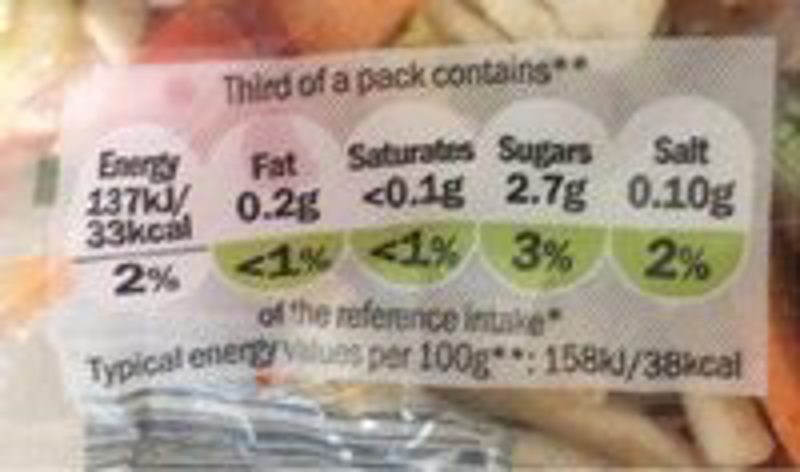 Third of a pack contains**
Energy 137kJ/ 33kcal 2%
Fat 0.2g <1%
Saturates <0.1g <1%
Sugars 2.7g 3%
Salt 0.10g 2%
of the reference intake*
Typical energy values per 100g**: 158kJ/38kcal